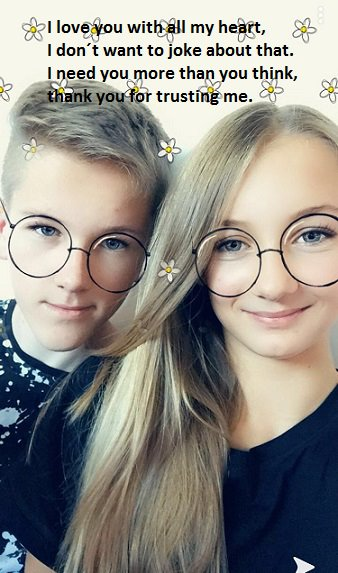 I love you with all my heart,
I don´t want to joke about that.
I need you more than you think,
thank you for trusting me.